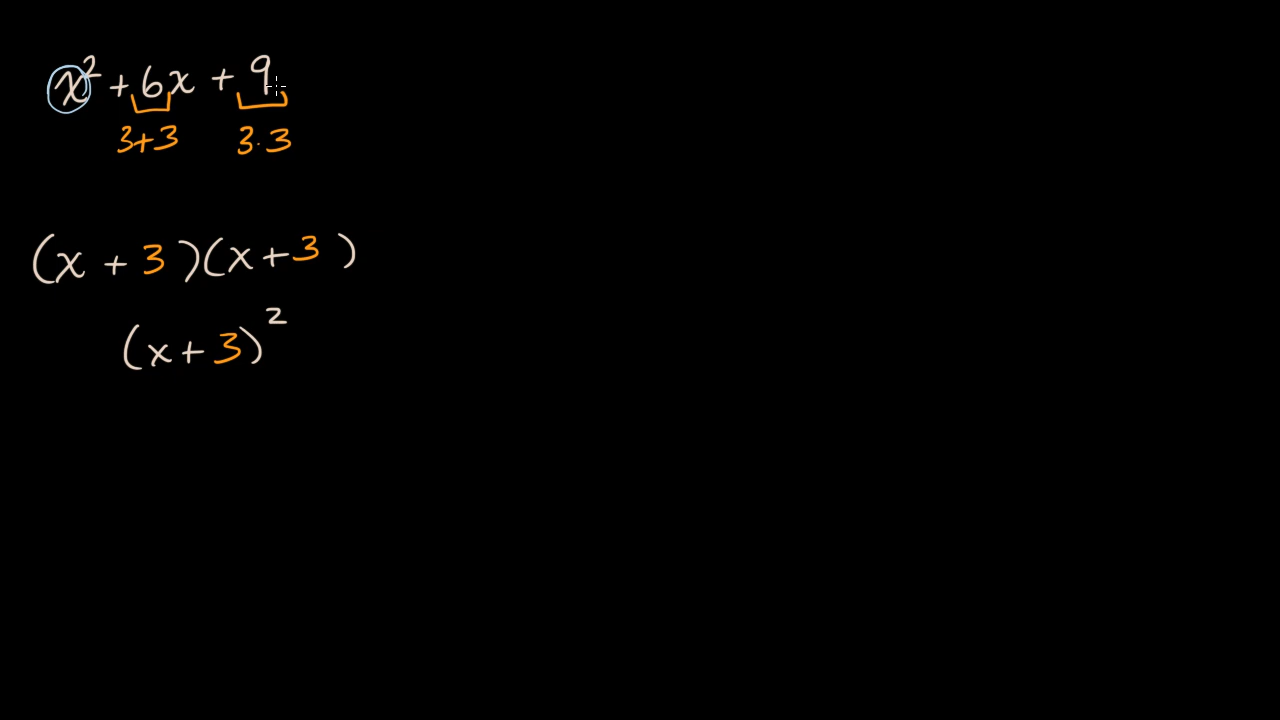 x² + 6x + 9
3+3 3·3
(x + 3)(x + 3)
(x + 3)²